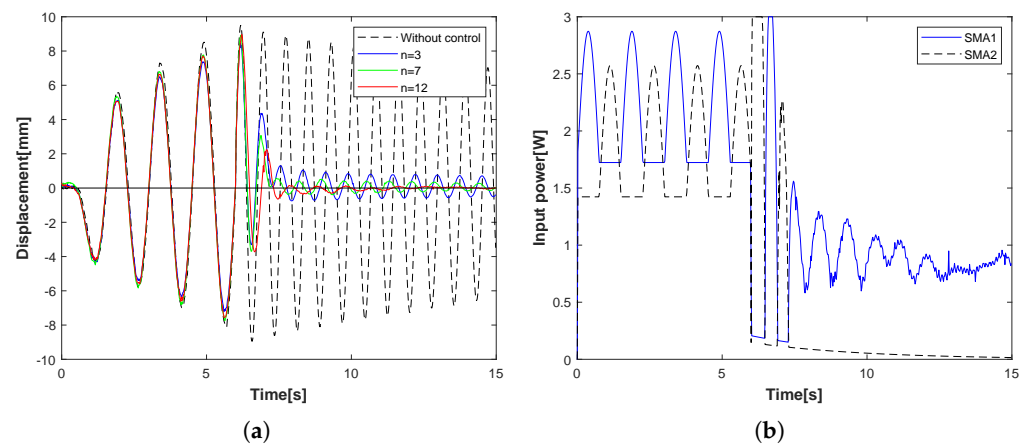 10
8
6
4
2
0
-2
-4
-6
-8
-10
0
5
10
15
Displacement[mm]
Time[s]
Without control
n=3
n=7
n=12
(a)
3
2.5
2
1.5
1
0.5
0
0
5
10
15
Input power[W]
Time[s]
SMA1
SMA2
(b)